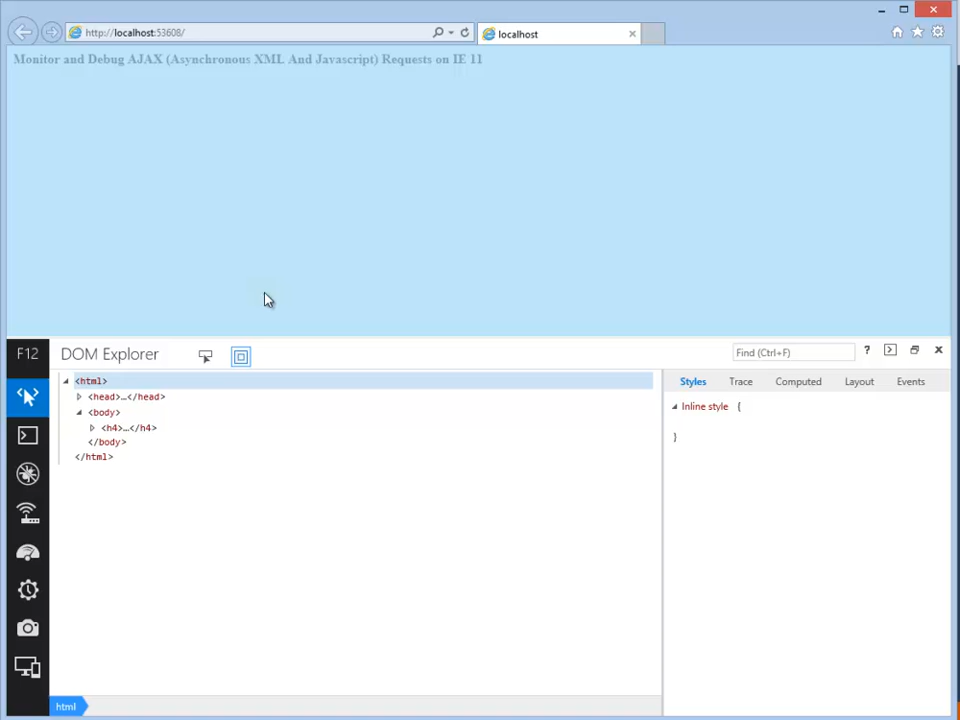 http://localhost:53608/
localhost
Monitor and Debug AJAX (Asynchronous XML And Javascript) Requests on IE 11
F12
DOM Explorer
Find (Ctrl+F)
?
<html>
<head>...</head>
<body>
<h4>...</h4>
</body>
</html>
html
Styles
Trace
Computed
Layout
Events
Inline style {
}